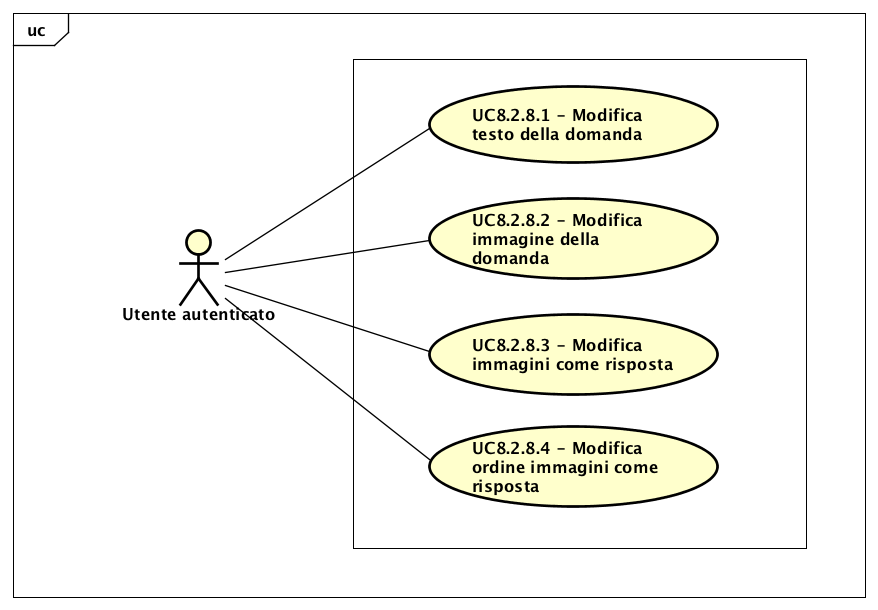 uc
UC8.2.8.1 - Modifica
testo della domanda
UC8.2.8.2 - Modifica
immagine della
domanda
Utente autenticato
UC8.2.8.3 - Modifica
immagini come risposta
UC8.2.8.4 - Modifica
ordine immagini come
risposta